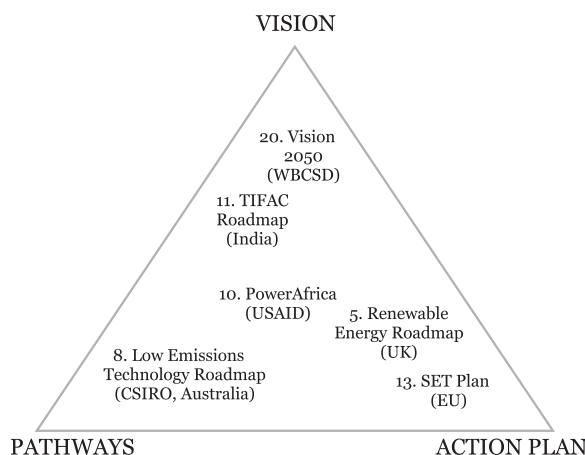 VISION
20. Vision
2050
(WBCSD)
11. TIFAC
Roadmap
(India)
10. PowerAfrica
(USAID)
5. Renewable
Energy Roadmap
(UK)
8. Low Emissions
Technology Roadmap
(CSIRO, Australia)
13. SET Plan
(EU)
PATHWAYS
ACTION PLAN